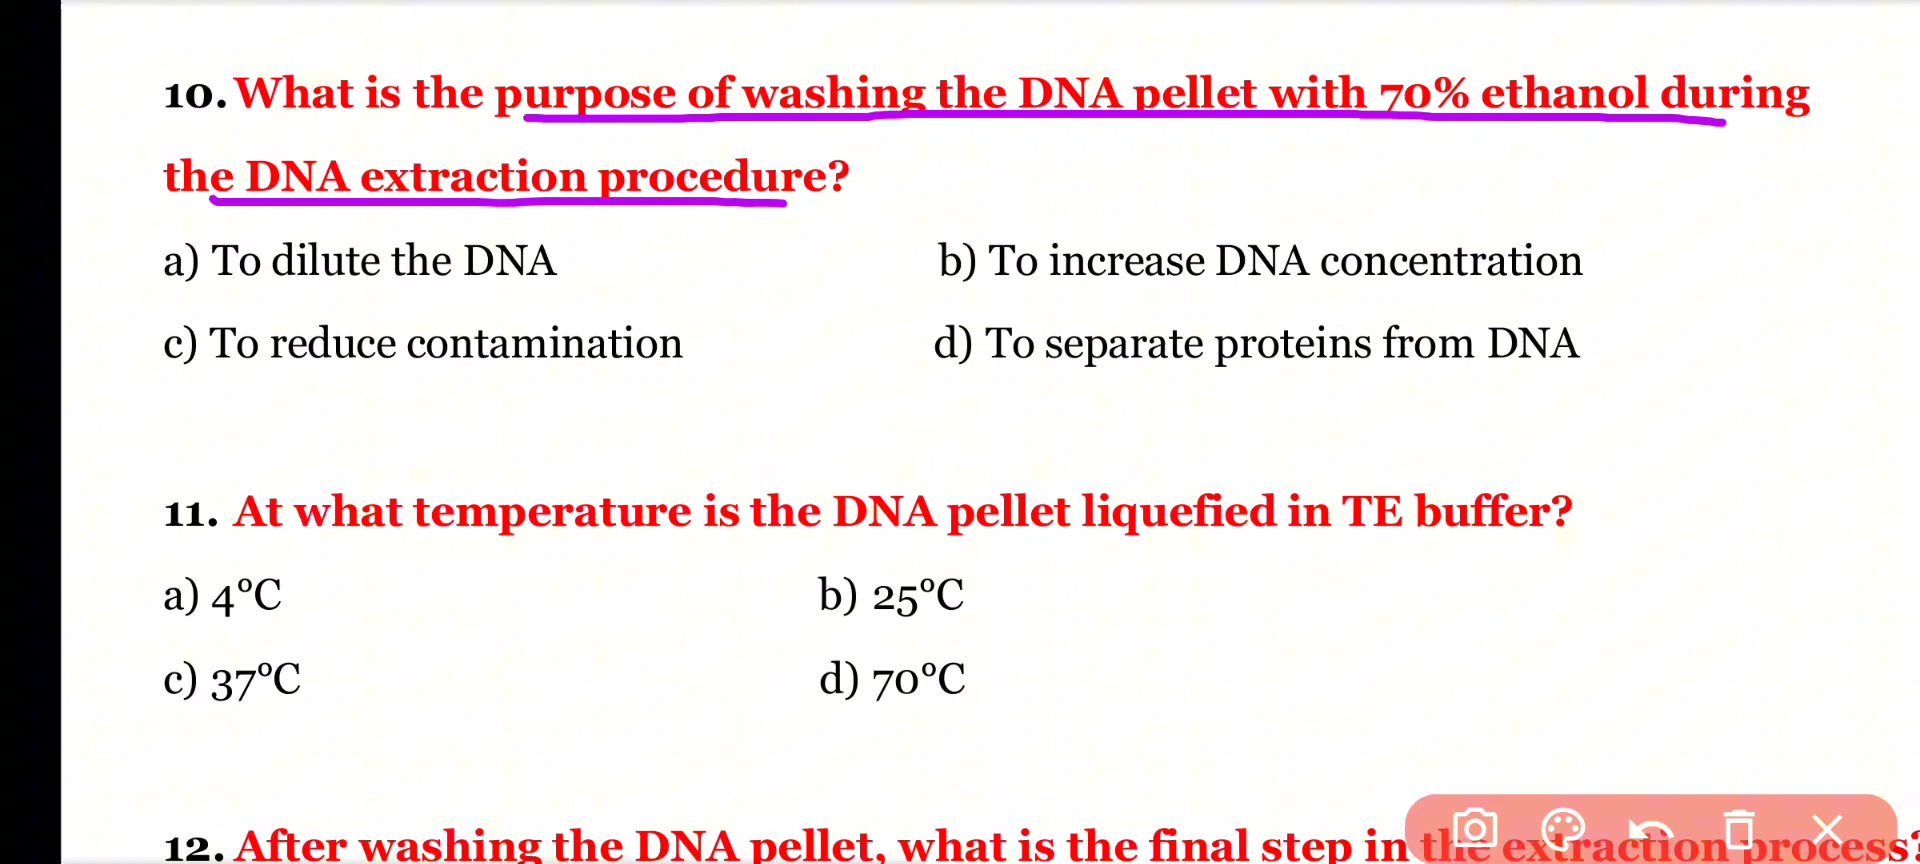 10. What is the purpose of washing the DNA pellet with 70% ethanol during
the DNA extraction procedure?
a) To dilute the DNA b) To increase DNA concentration
c) To reduce contamination d) To separate proteins from DNA
11. At what temperature is the DNA pellet liquefied in TE buffer?
a) 4°C b) 25°C
c) 37°C d) 70°C
12. After washing the DNA pellet, what is the final step in the extraction process?